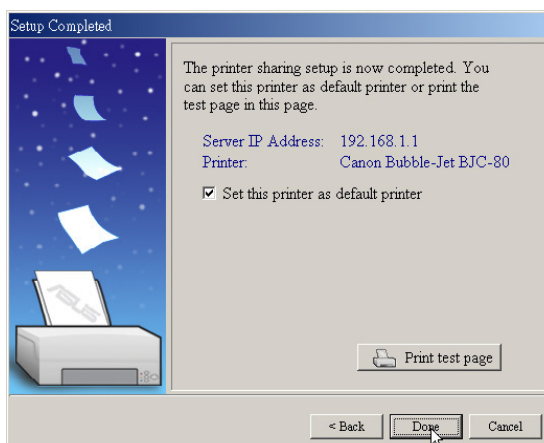 Setup Completed
The printer sharing setup is now completed. You
can set this printer as default printer or print the
test page in this page.
Server IP Address: 192.168.1.1
Printer: Canon Bubble-Jet BJC-80
Set this printer as default printer
ASUS
Print test page
< Back Done Cancel